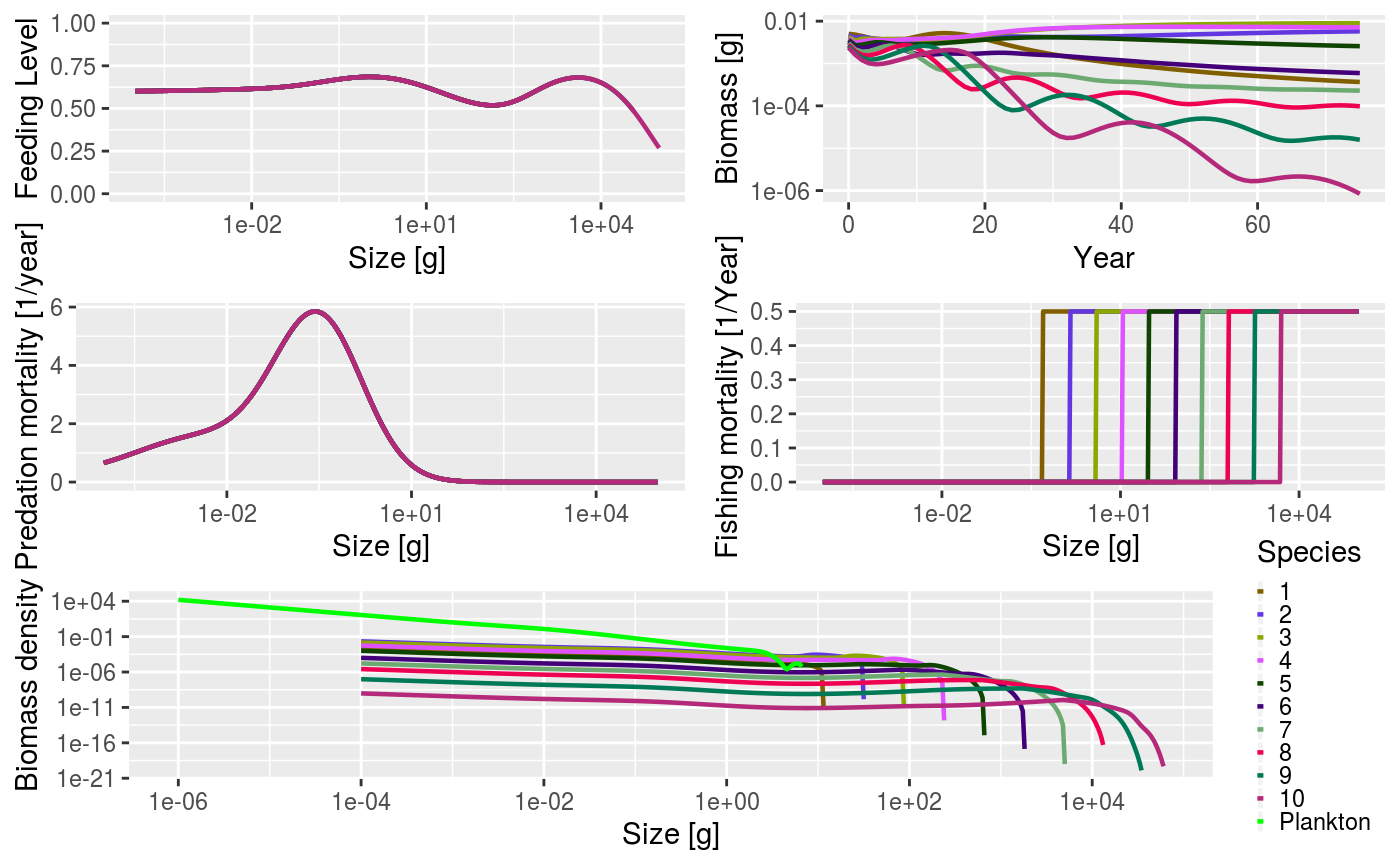 Feeding Level
1.00
0.75
0.50
0.25
0.00
1e-02
1e+01
1e+04
Size [g]
Biomass [g]
0.01
1e-04
1e-06
0
20
40
60
Year
Predation mortality [1/year]
6
4
2
0
1e-02
1e+01
1e+04
Size [g]
Fishing mortality [1/Year]
0.5
0.4
0.3
0.2
0.1
0.0
1e-02
1e+01
1e+04
Size [g]
Biomass density
1e+04
1e-01
1e-06
1e-11
1e-16
1e-21
1e-06
1e-04
1e-02
1e+00
1e+02
1e+04
Size [g]
Species
1
2
3
4
5
6
7
8
9
10
Plankton